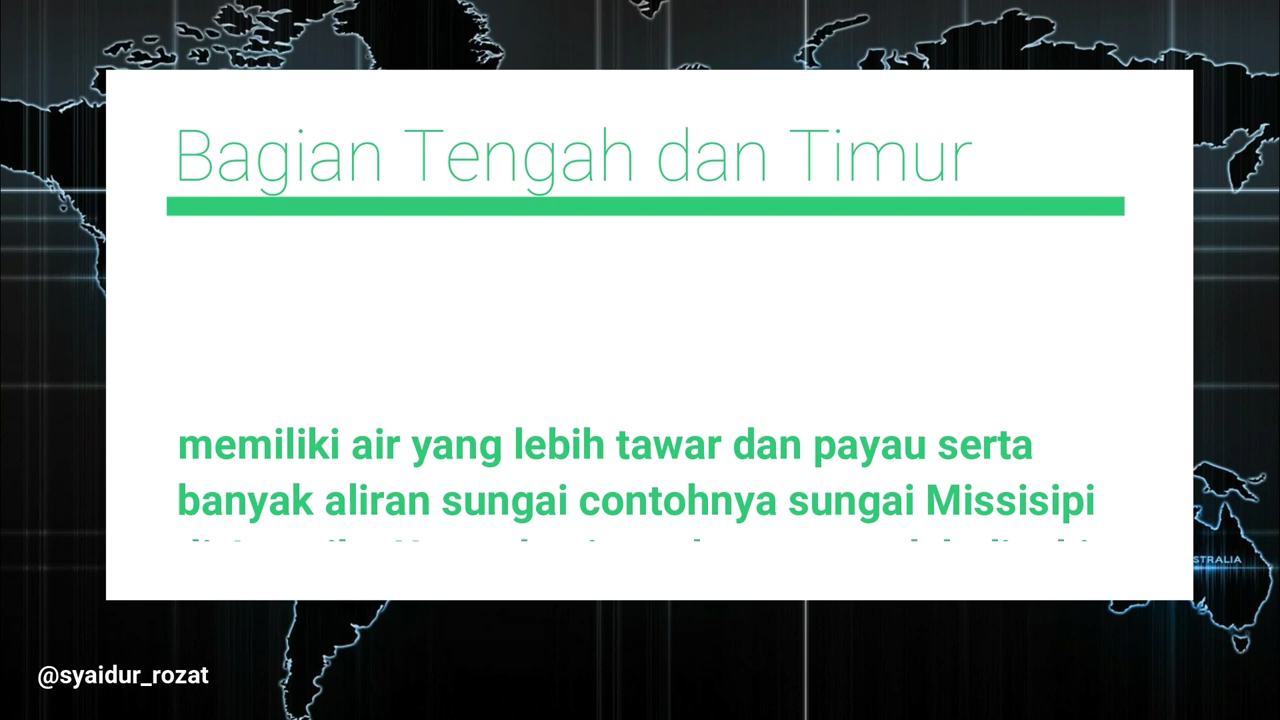 Bagian Tengah dan Timur
memiliki air yang lebih tawar dan payau serta
banyak aliran sungai contohnya sungai Missisipi
STRALIA
@syaidur_rozat